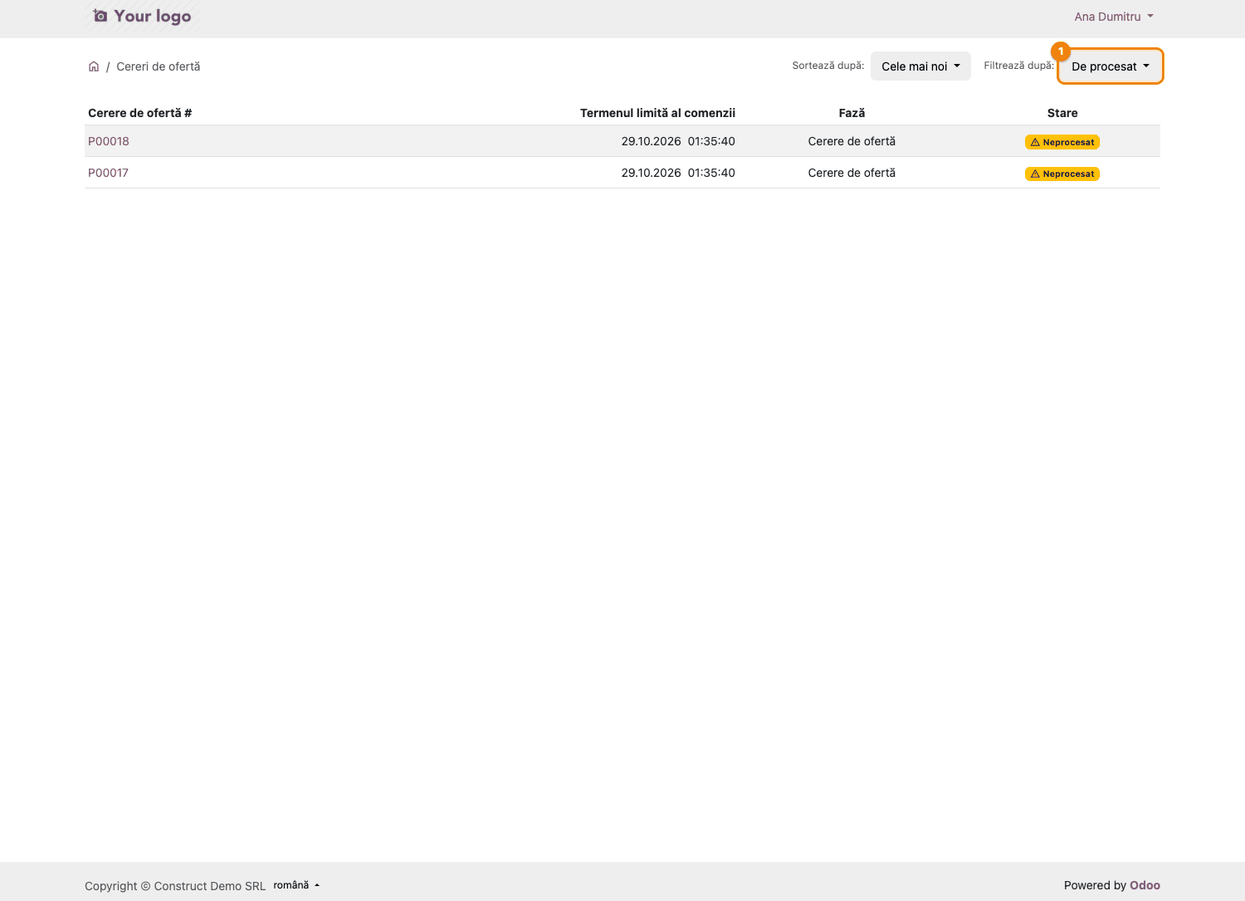 Your logo
Ana Dumitru
/ Cereri de ofertă
Sortează după: Cele mai noi
Filtrează după: 1 De procesat
Cerere de ofertă # Termenul limită al comenzii Fază Stare
P00018 29.10.2026 01:35:40 Cerere de ofertă Neprocesat
P00017 29.10.2026 01:35:40 Cerere de ofertă Neprocesat
Copyright © Construct Demo SRL română
Powered by Odoo